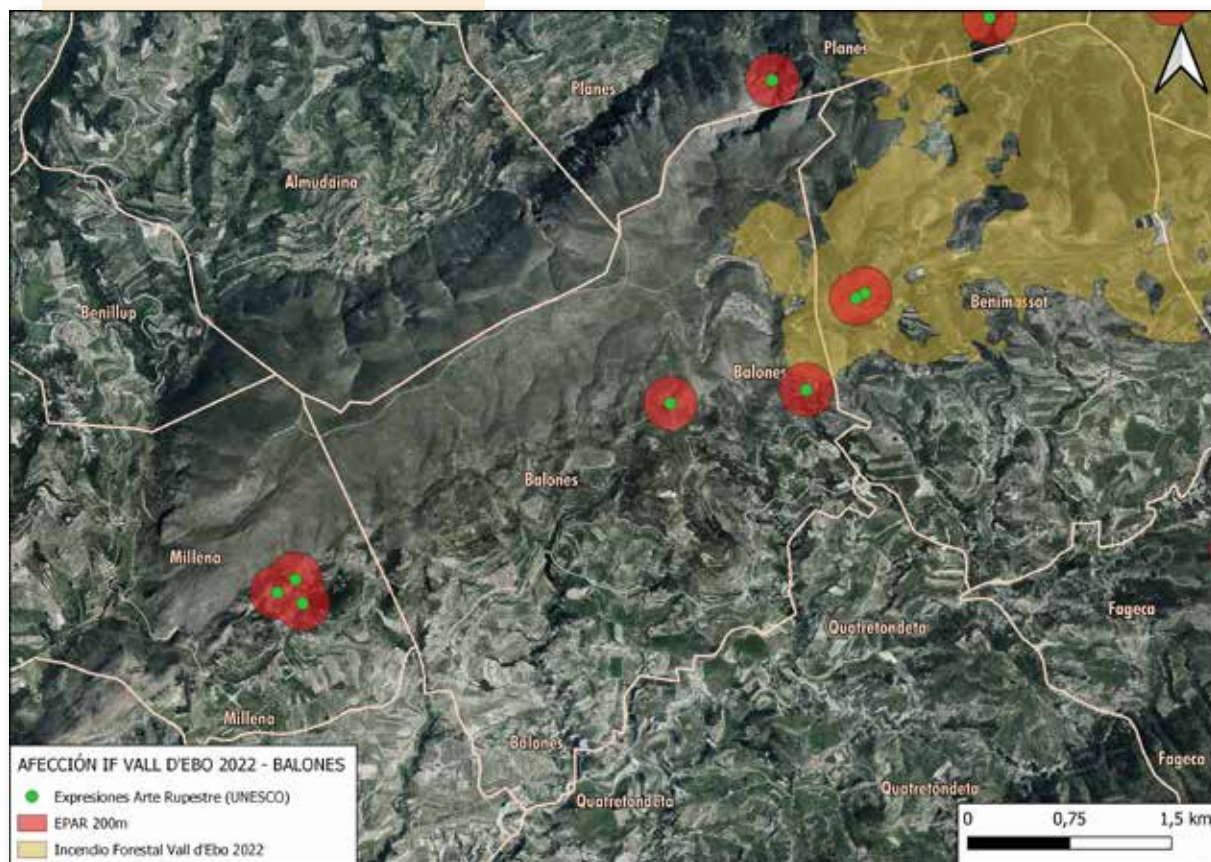 Planes
Planes
Almudaina
Benillup
Benimassot
Balones
Balones
Millena
Fageca
Quatretondeta
Millena
Balones
Fageca
Quatretondeta
Quatretondeta
AFECCIÓN IF VALL D'EBO 2022 - BALONES
Expresiones Arte Rupestre (UNESCO)
EPAR 200m
Incendio Forestal Vall d'Ebo 2022
0 0,75 1,5 km